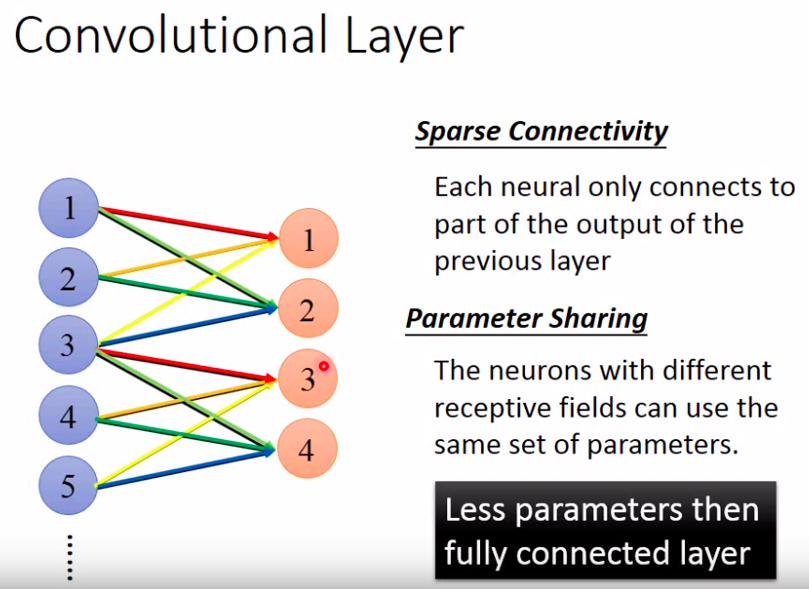 Convolutional Layer
Sparse Connectivity
Each neural only connects to
part of the output of the
previous layer
Parameter Sharing
The neurons with different
receptive fields can use the
same set of parameters.
Less parameters then
fully connected layer
1
2
3
4
5
1
2
3
4